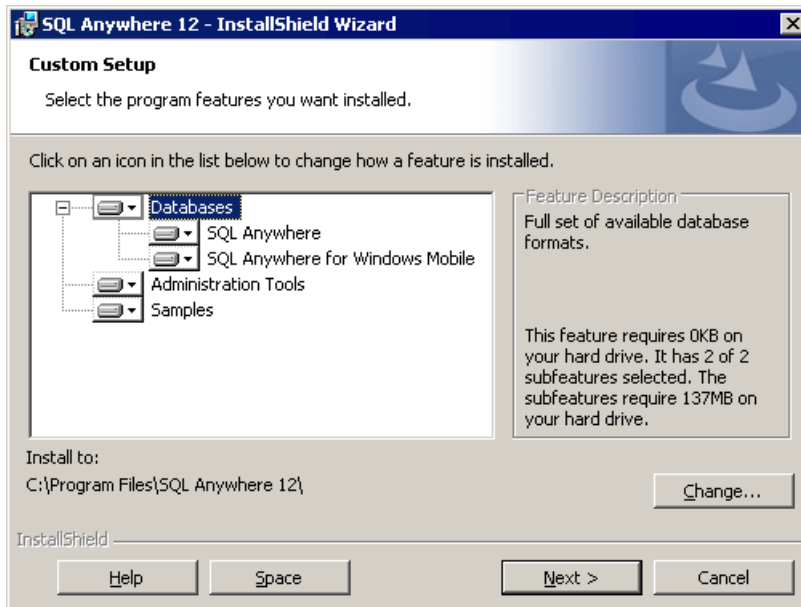 SQL Anywhere 12 - InstallShield Wizard
Custom Setup
Select the program features you want installed.
Click on an icon in the list below to change how a feature is installed.
Databases
SQL Anywhere
SQL Anywhere for Windows Mobile
Administration Tools
Samples
Feature Description
Full set of available database
formats.
This feature requires 0KB on
your hard drive. It has 2 of 2
subfeatures selected. The
subfeatures require 137MB on
your hard drive.
Install to:
C:\Program Files\SQL Anywhere 12\
Change...
InstallShield
Help
Space
Next >
Cancel